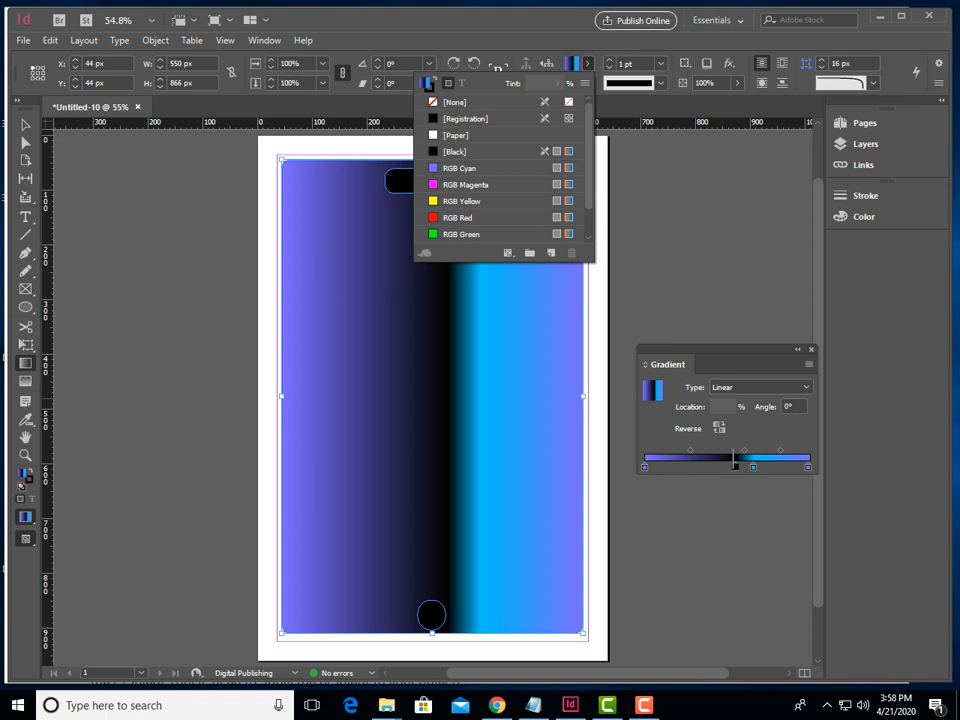 Id
Br
St
54.8%
Publish Online
Essentials
Adobe Stock
File Edit Layout Type Object Table View Window Help
X: 44 px
W: 550 px
100%
0°
1 pt
16 px
Y: 44 px
H: 866 px
100%
0°
100%
*Untitled-10 @ 55%
Tint:
%
[None]
[Registration]
[Paper]
[Black]
RGB Cyan
RGB Magenta
RGB Yellow
RGB Red
RGB Green
300 0 100 200 700 800
0
100
200
300
400
500
600
700
800
900
Pages
Layers
Links
Stroke
Color
Gradient
Type: Linear
Location: % Angle: 0°
Reverse
1
Digital Publishing
No errors
Type here to search
3:58 PM
4/21/2020